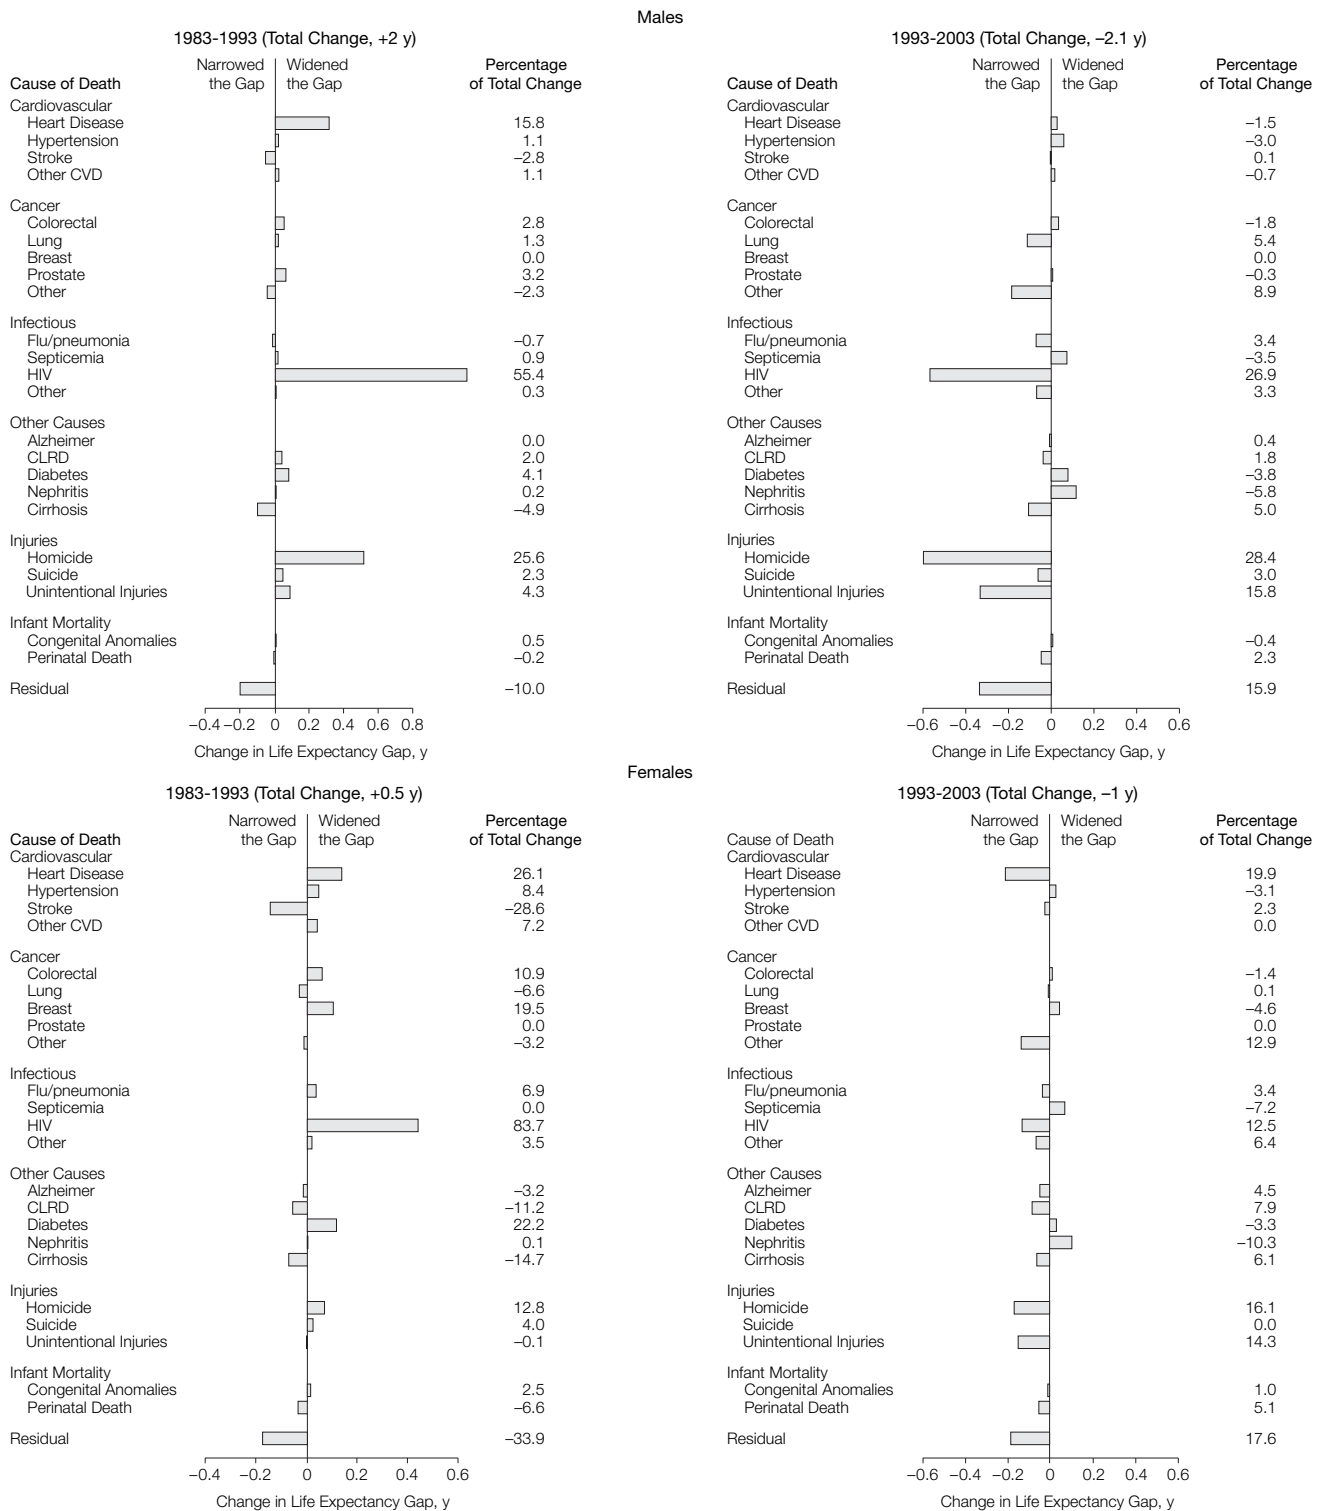 Males
1983-1993 (Total Change, +2 y)
Narrowed Widened Percentage
Cause of Death the Gap the Gap of Total Change
Cardiovascular
Heart Disease 15.8
Hypertension 1.1
Stroke −2.8
Other CVD 1.1
Cancer
Colorectal 2.8
Lung 1.3
Breast 0.0
Prostate 3.2
Other −2.3
Infectious
Flu/pneumonia −0.7
Septicemia 0.9
HIV 55.4
Other 0.3
Other Causes
Alzheimer 0.0
CLRD 2.0
Diabetes 4.1
Nephritis 0.2
Cirrhosis −4.9
Injuries
Homicide 25.6
Suicide 2.3
Unintentional Injuries 4.3
Infant Mortality
Congenital Anomalies 0.5
Perinatal Death −0.2
Residual −10.0
−0.4 −0.2 0 0.2 0.4 0.6 0.8
Change in Life Expectancy Gap, y
1993-2003 (Total Change, −2.1 y)
Narrowed Widened Percentage
Cause of Death the Gap the Gap of Total Change
Cardiovascular
Heart Disease −1.5
Hypertension −3.0
Stroke 0.1
Other CVD −0.7
Cancer
Colorectal −1.8
Lung 5.4
Breast 0.0
Prostate −0.3
Other 8.9
Infectious
Flu/pneumonia 3.4
Septicemia −3.5
HIV 26.9
Other 3.3
Other Causes
Alzheimer 0.4
CLRD 1.8
Diabetes −3.8
Nephritis −5.8
Cirrhosis 5.0
Injuries
Homicide 28.4
Suicide 3.0
Unintentional Injuries 15.8
Infant Mortality
Congenital Anomalies −0.4
Perinatal Death 2.3
Residual 15.9
−0.6 −0.4 −0.2 0 0.2 0.4 0.6
Change in Life Expectancy Gap, y
Females
1983-1993 (Total Change, +0.5 y)
Narrowed Widened Percentage
Cause of Death the Gap the Gap of Total Change
Cardiovascular
Heart Disease 26.1
Hypertension 8.4
Stroke −28.6
Other CVD 7.2
Cancer
Colorectal 10.9
Lung −6.6
Breast 19.5
Prostate 0.0
Other −3.2
Infectious
Flu/pneumonia 6.9
Septicemia 0.0
HIV 83.7
Other 3.5
Other Causes
Alzheimer −3.2
CLRD −11.2
Diabetes 22.2
Nephritis 0.1
Cirrhosis −14.7
Injuries
Homicide 12.8
Suicide 4.0
Unintentional Injuries −0.1
Infant Mortality
Congenital Anomalies 2.5
Perinatal Death −6.6
Residual −33.9
−0.4 −0.2 0 0.2 0.4 0.6
Change in Life Expectancy Gap, y
1993-2003 (Total Change, −1 y)
Narrowed Widened Percentage
Cause of Death the Gap the Gap of Total Change
Cardiovascular
Heart Disease 19.9
Hypertension −3.1
Stroke 2.3
Other CVD 0.0
Cancer
Colorectal −1.4
Lung 0.1
Breast −4.6
Prostate 0.0
Other 12.9
Infectious
Flu/pneumonia 3.4
Septicemia −7.2
HIV 12.5
Other 6.4
Other Causes
Alzheimer 4.5
CLRD 7.9
Diabetes −3.3
Nephritis −10.3
Cirrhosis 6.1
Injuries
Homicide 16.1
Suicide 0.0
Unintentional Injuries 14.3
Infant Mortality
Congenital Anomalies 1.0
Perinatal Death 5.1
Residual 17.6
−0.6 −0.4 −0.2 0 0.2 0.4 0.6
Change in Life Expectancy Gap, y